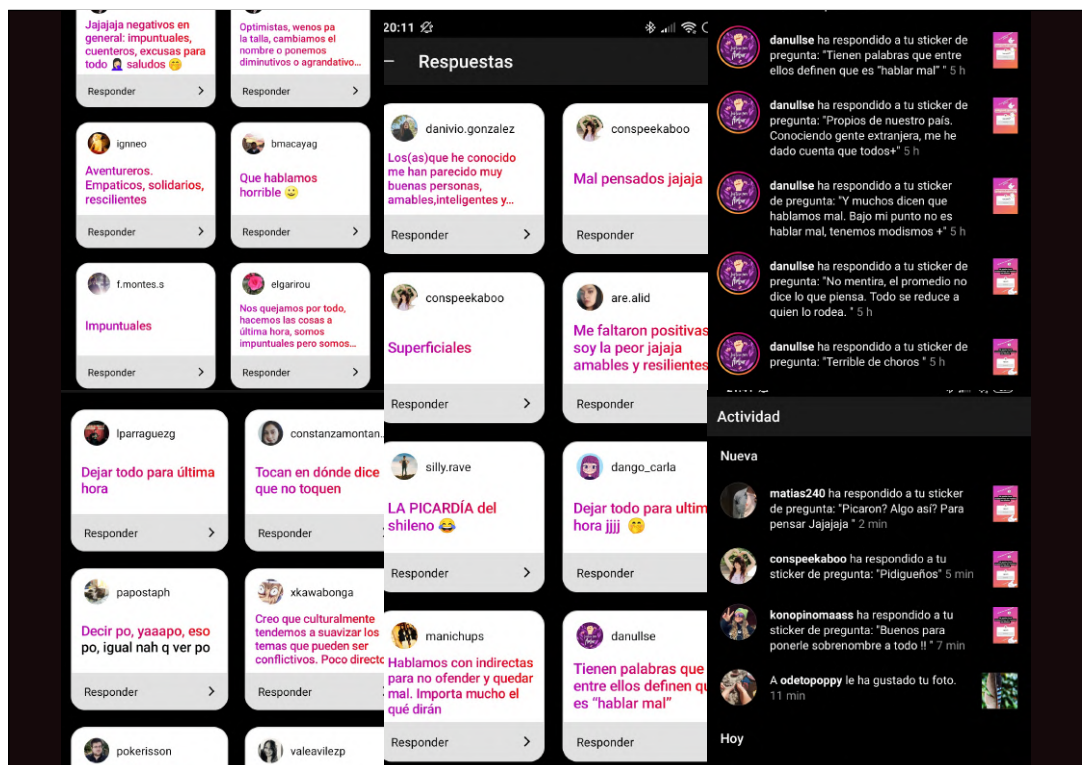 Jajajaja negativos en
general: impuntuales,
cuenteros, excusas para
todo 🤦🏻‍♀️ saludos 🤭
Responder
Optimistas, wenos pa
la talla, cambiamos el
nombre o ponemos
diminutivos o agrandativo...
Responder
ignneo
Aventureros.
Empaticos, solidarios,
rescilientes
Responder
bmacayag
Que hablamos
horrible 🙂
Responder
f.montes.s
Impuntuales
Responder
elgarirou
Nos quejamos por todo,
hacemos las cosas a
última hora, somos
impuntuales pero somos...
Responder
lparraguezg
Dejar todo para última
hora
Responder
constanzamontan.
Tocan en dónde dice
que no toquen
Responder
papostaph
Decir po, yaaapo, eso
po, igual nah q ver po
Responder
xkawabonga
Creo que culturalmente
tendemos a suavizar los
temas que pueden ser
conflictivos. Poco directo
Responder
pokerisson
valeavilezp
20:11
Respuestas
danivio.gonzalez
Los(as)que he conocido
me han parecido muy
buenas personas,
amables,inteligentes y...
Responder
conspeekaboo
Mal pensados jajaja
Responder
conspeekaboo
Superficiales
Responder
are.alid
Me faltaron positivas
soy la peor jajaja
amables y resilientes
Responder
silly.rave
LA PICARDÍA del
shileno 😂
Responder
dango_carla
Dejar todo para ultim
hora jjjj 🤭
Responder
manichups
Hablamos con indirectas
para no ofender y quedar
mal. Importa mucho el
qué dirán
Responder
danullse
Tienen palabras que
entre ellos definen qu
es "hablar mal"
Responder
danullse ha respondido a tu sticker de
pregunta: "Tienen palabras que entre
ellos definen que es "hablar mal" " 5 h
danullse ha respondido a tu sticker de
pregunta: "Propios de nuestro país.
Conociendo gente extranjera, me he
dado cuenta que todos+" 5 h
danullse ha respondido a tu sticker
de pregunta: "Y muchos dicen que
hablamos mal. Bajo mi punto no es
hablar mal, tenemos modismos +" 5 h
danullse ha respondido a tu sticker de
pregunta: "No mentira, el promedio no
dice lo que piensa. Todo se reduce a
quien lo rodea. " 5 h
danullse ha respondido a tu sticker de
pregunta: "Terrible de choros " 5 h
Actividad
Nueva
matias240 ha respondido a tu sticker
de pregunta: "Picaron? Algo así? Para
pensar Jajajaja " 2 min
conspeekaboo ha respondido a tu
sticker de pregunta: "Pidigueños" 5 min
konopinomaass ha respondido a tu
sticker de pregunta: "Buenos para
ponerle sobrenombre a todo !! " 7 min
A odetopoppy le ha gustado tu foto.
11 min
Hoy